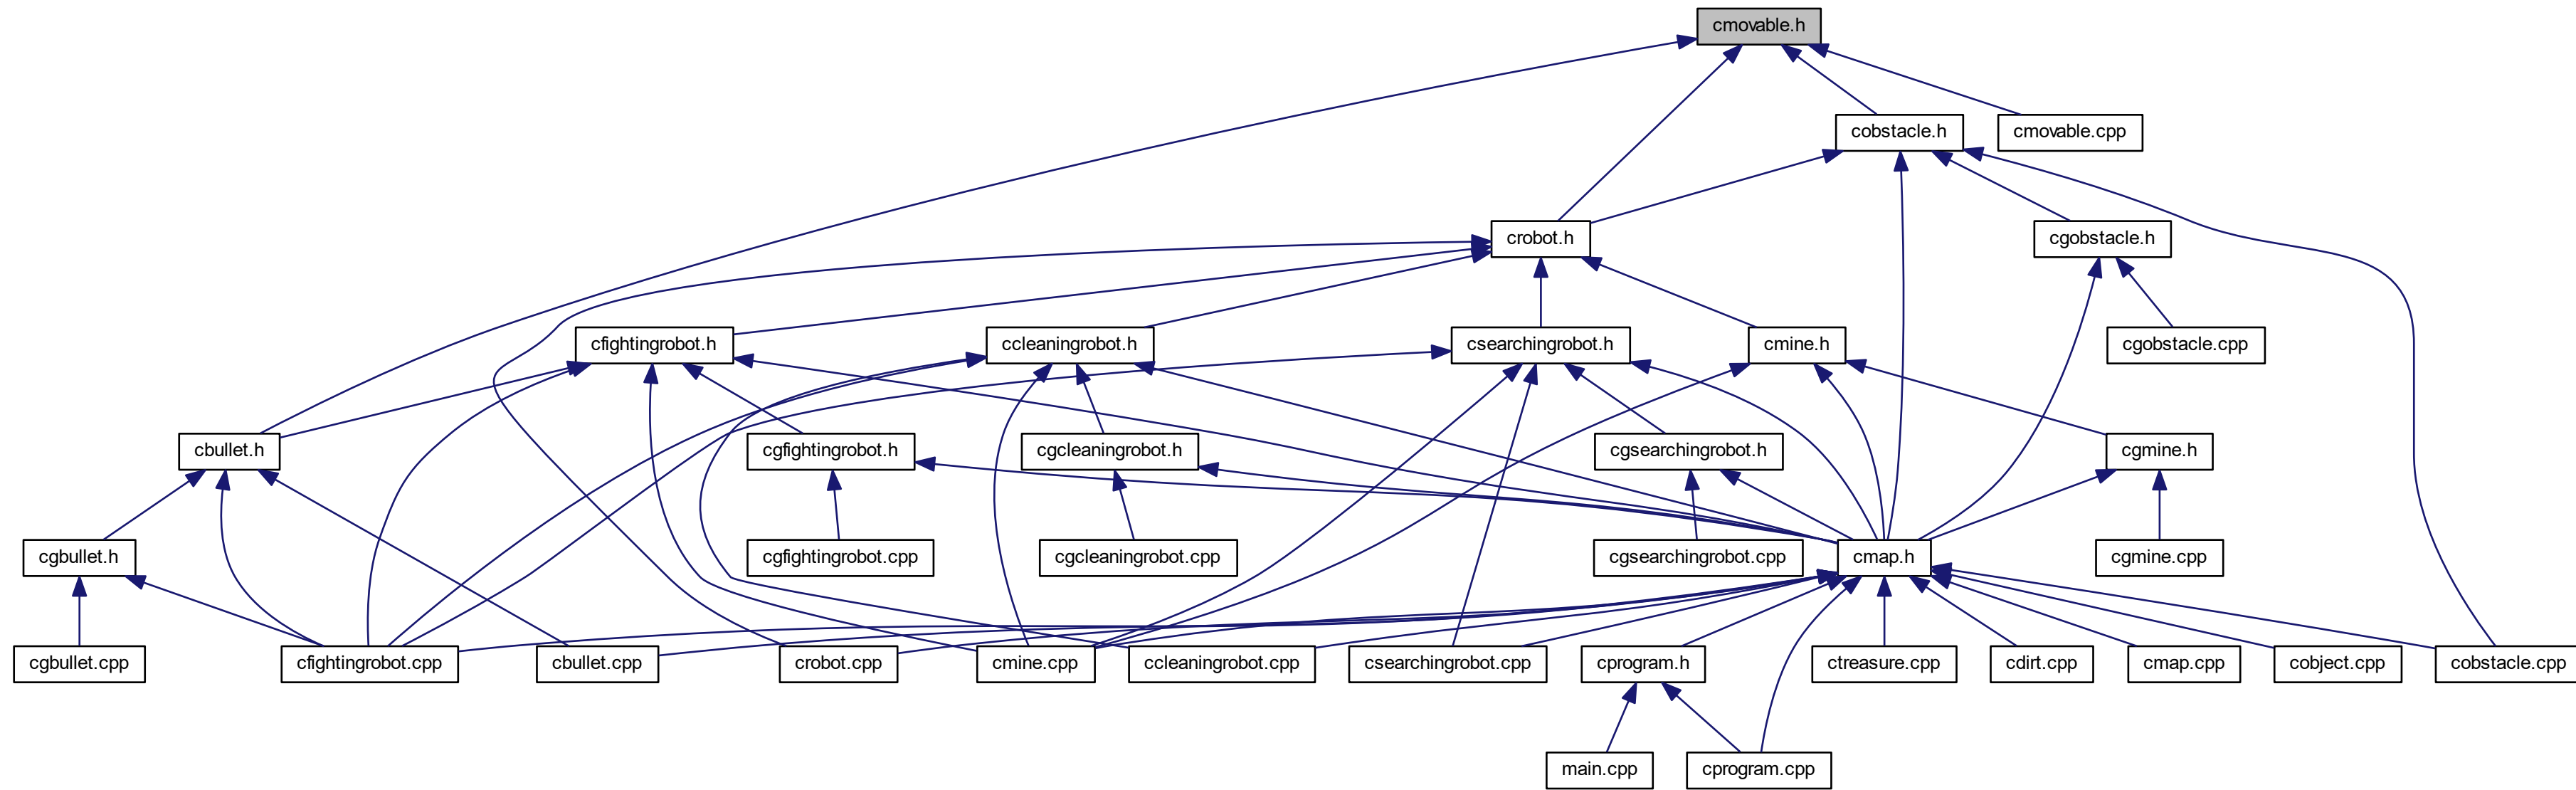 cmovable.h
cobstacle.h
cmovable.cpp
crobot.h
cgobstacle.h
cfightingrobot.h
ccleaningrobot.h
csearchingrobot.h
cmine.h
cgobstacle.cpp
cbullet.h
cgfightingrobot.h
cgcleaningrobot.h
cgsearchingrobot.h
cgmine.h
cgbullet.h
cgfightingrobot.cpp
cgcleaningrobot.cpp
cgsearchingrobot.cpp
cmap.h
cgmine.cpp
cgbullet.cpp
cfightingrobot.cpp
cbullet.cpp
crobot.cpp
cmine.cpp
ccleaningrobot.cpp
csearchingrobot.cpp
cprogram.h
ctreasure.cpp
cdirt.cpp
cmap.cpp
cobject.cpp
cobstacle.cpp
main.cpp
cprogram.cpp